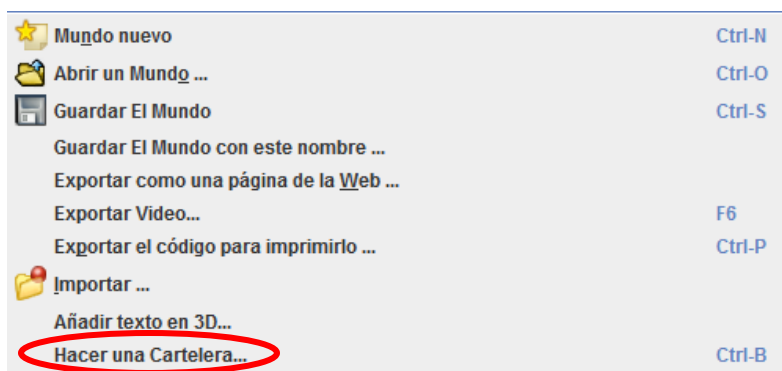 Mundo nuevo Ctrl-N
Abrir un Mundo ... Ctrl-O
Guardar El Mundo Ctrl-S
Guardar El Mundo con este nombre ...
Exportar como una página de la Web ...
Exportar Video... F6
Exportar el código para imprimirlo ... Ctrl-P
Importar ...
Añadir texto en 3D...
Hacer una Cartelera... Ctrl-B